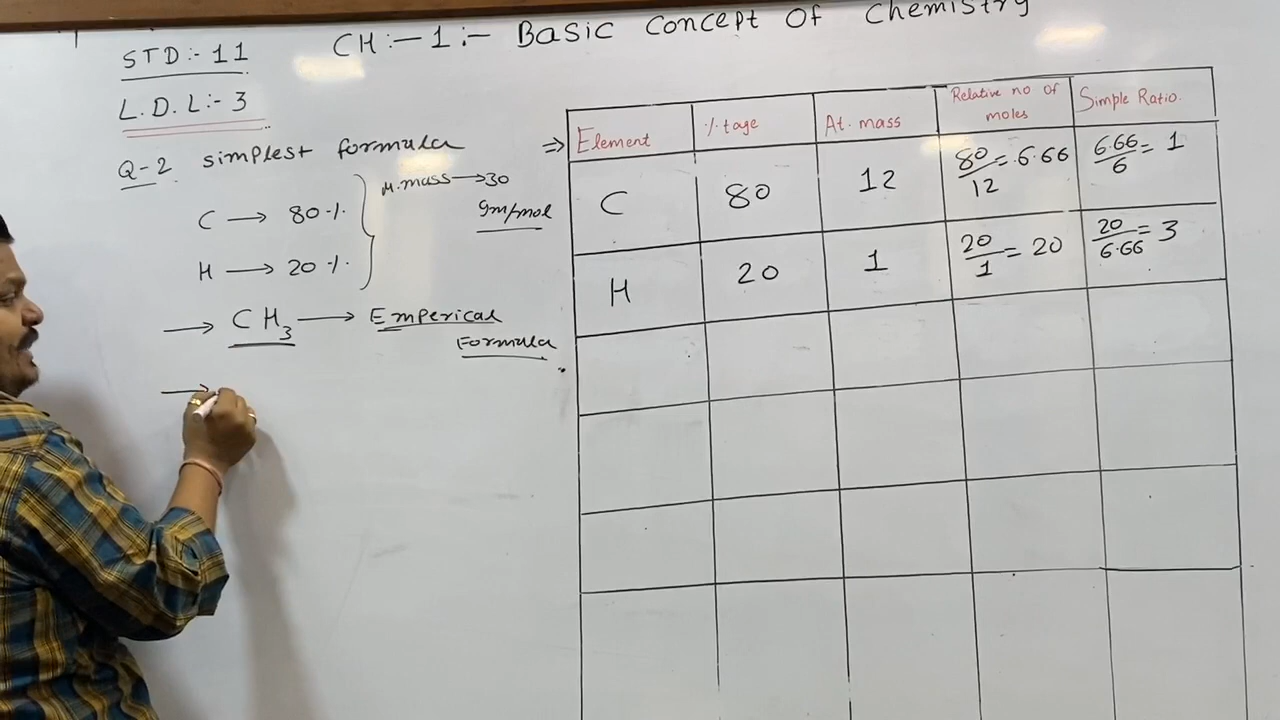 CH:-1:- Basic Concept Of Chemistry
STD:- 11
L.D.L:- 3
Q-2 simplest formula
C → 80 %
H → 20 %
M.mass → 30
gm/mol
→ CH₃ → Emperical
Formula
→
⇒ Element %tage At. mass Relative no of moles Simple Ratio.
C 80 12 80/12 = 6.66 6.66/6 = 1
H 20 1 20/1 = 20 20/6.66 = 3